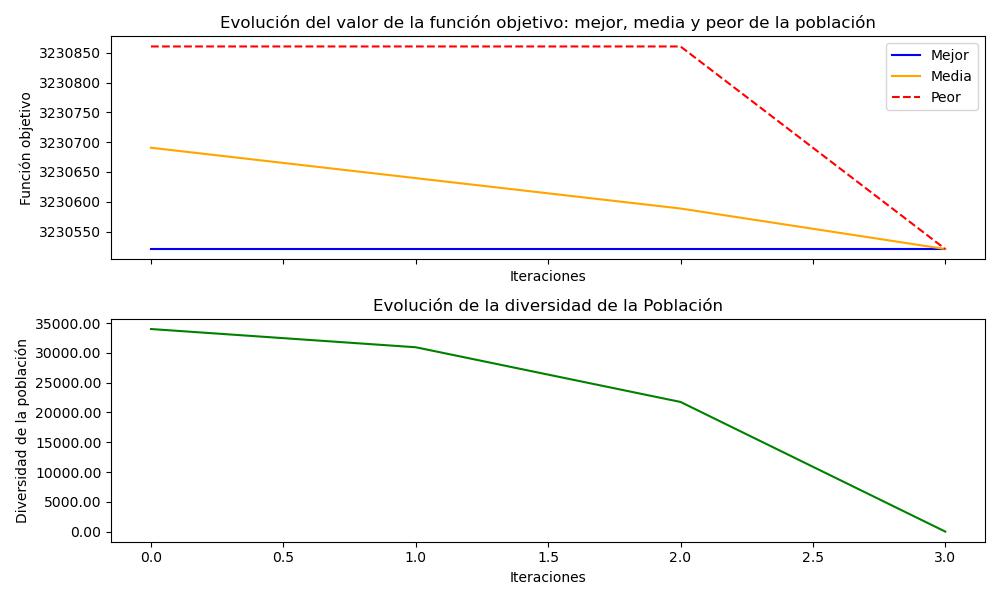 Evolución del valor de la función objetivo: mejor, media y peor de la población
3230850
3230800
3230750
3230700
3230650
3230600
3230550
Función objetivo
Mejor
Media
Peor
Iteraciones
Evolución de la diversidad de la Población
35000.00
30000.00
25000.00
20000.00
15000.00
10000.00
5000.00
0.00
Diversidad de la población
0.0 0.5 1.0 1.5 2.0 2.5 3.0
Iteraciones